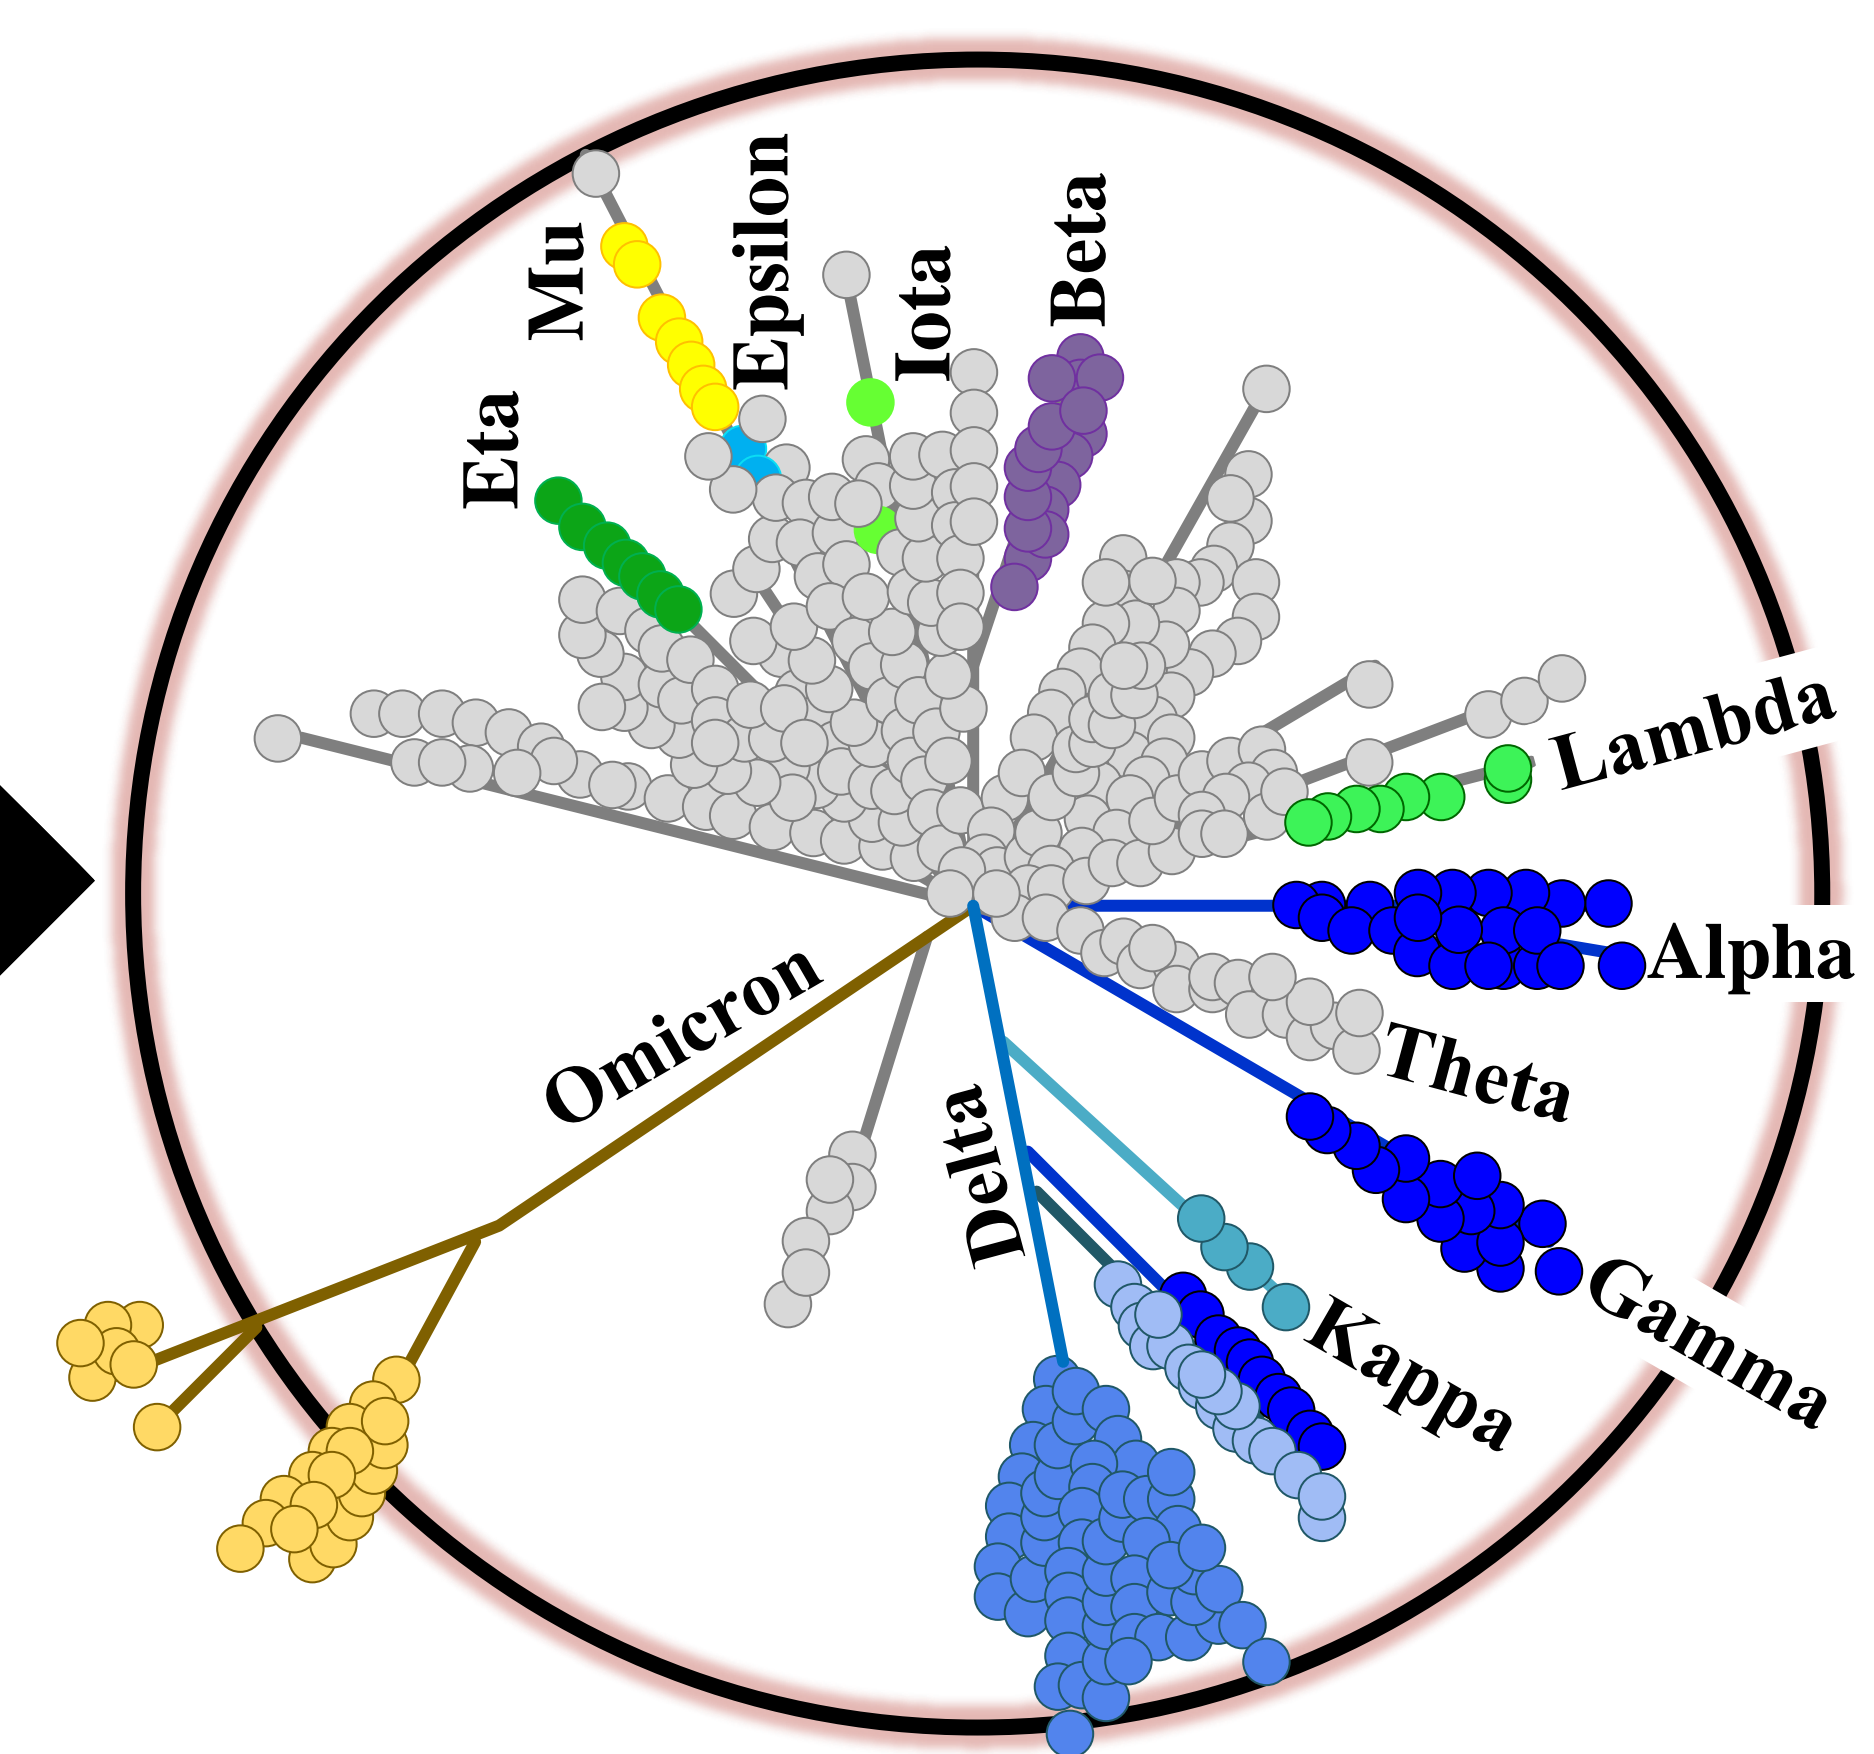 Mu
Epsilon
Iota
Beta
Eta
Lambda
Alpha
Omicron
Theta
Delta
Gamma
Kappa